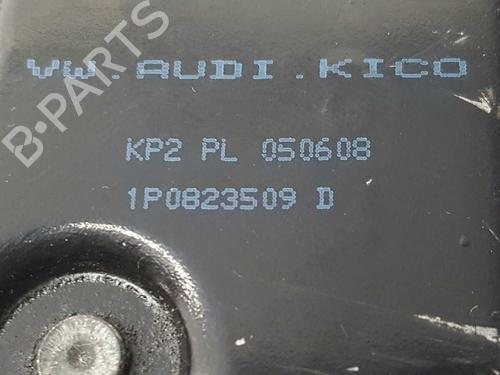 B-PARTS
VW.AUDI.KICO
KP2 PL 050608
1P0823509 D